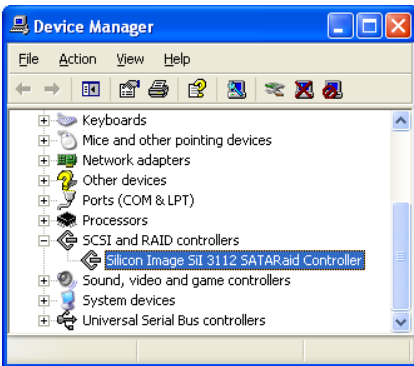 Device Manager
File Action View Help
Keyboards
Mice and other pointing devices
Network adapters
Other devices
Ports (COM & LPT)
Processors
SCSI and RAID controllers
Silicon Image SiI 3112 SATARaid Controller
Sound, video and game controllers
System devices
Universal Serial Bus controllers